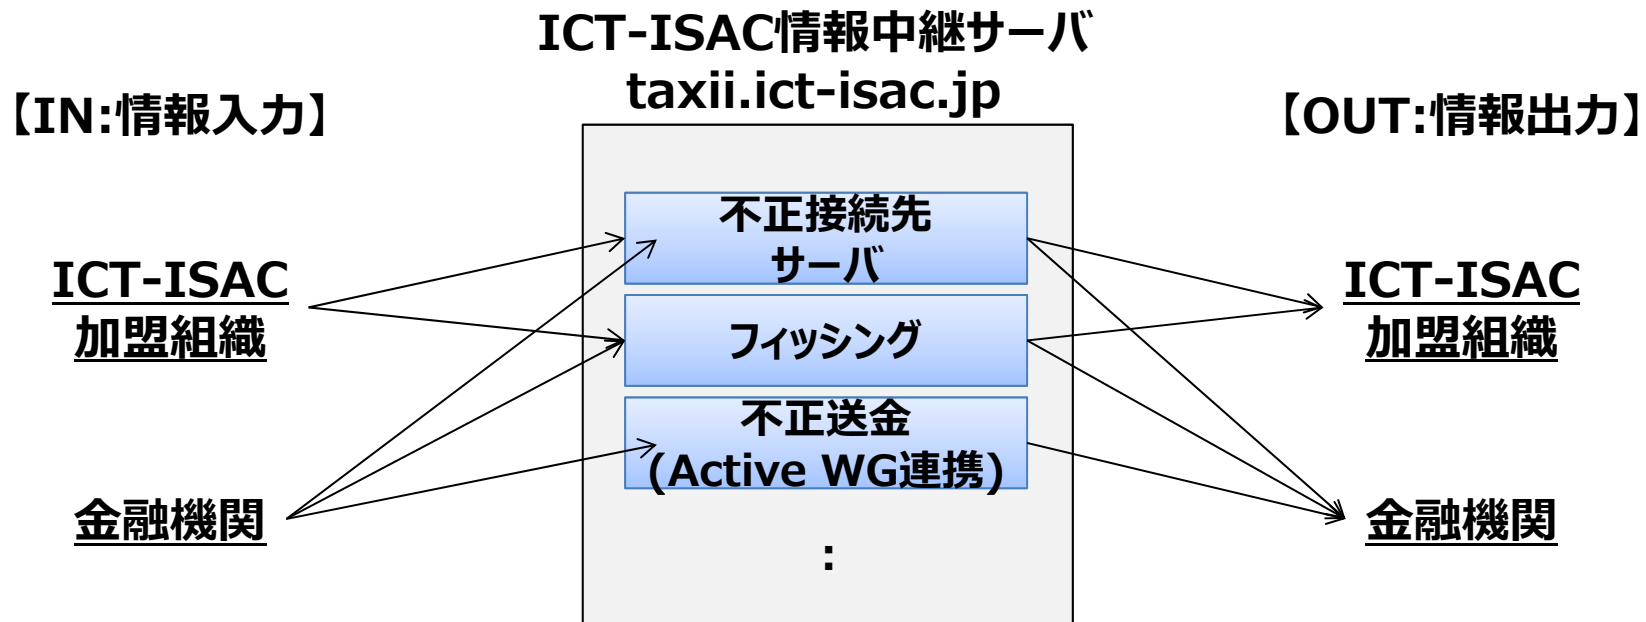 ICT-ISAC情報中継サーバ
taxii.ict-isac.jp
【IN:情報入力】
【OUT:情報出力】
不正接続先
サーバ
ICT-ISAC
加盟組織
フィッシング
ICT-ISAC
加盟組織
不正送金
(Active WG連携)
金融機関
金融機関
: